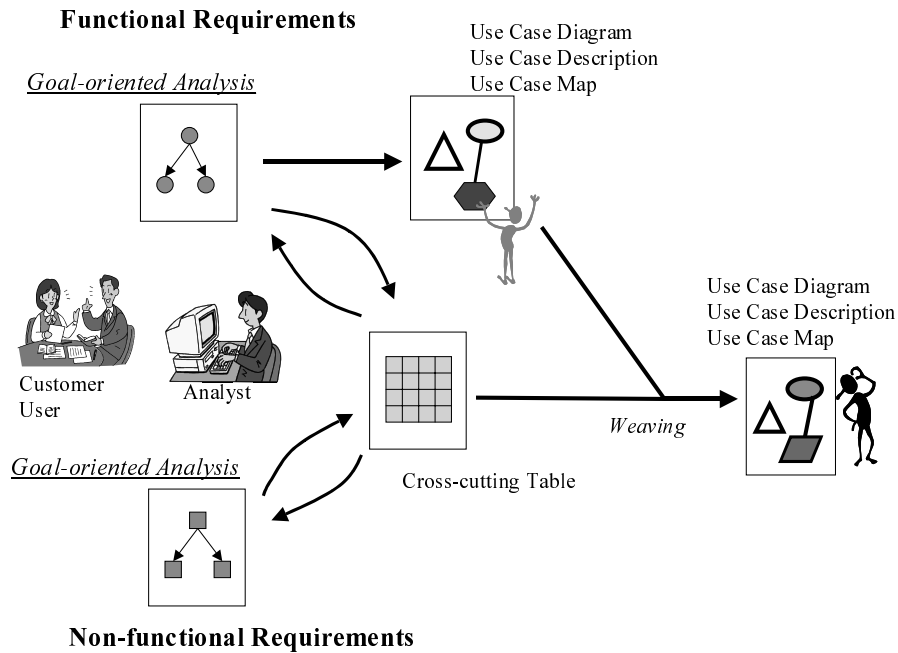 Functional Requirements
Use Case Diagram
Use Case Description
Use Case Map
Goal-oriented Analysis
Use Case Diagram
Use Case Description
Use Case Map
Customer
User
Analyst
Weaving
Goal-oriented Analysis
Cross-cutting Table
Non-functional Requirements